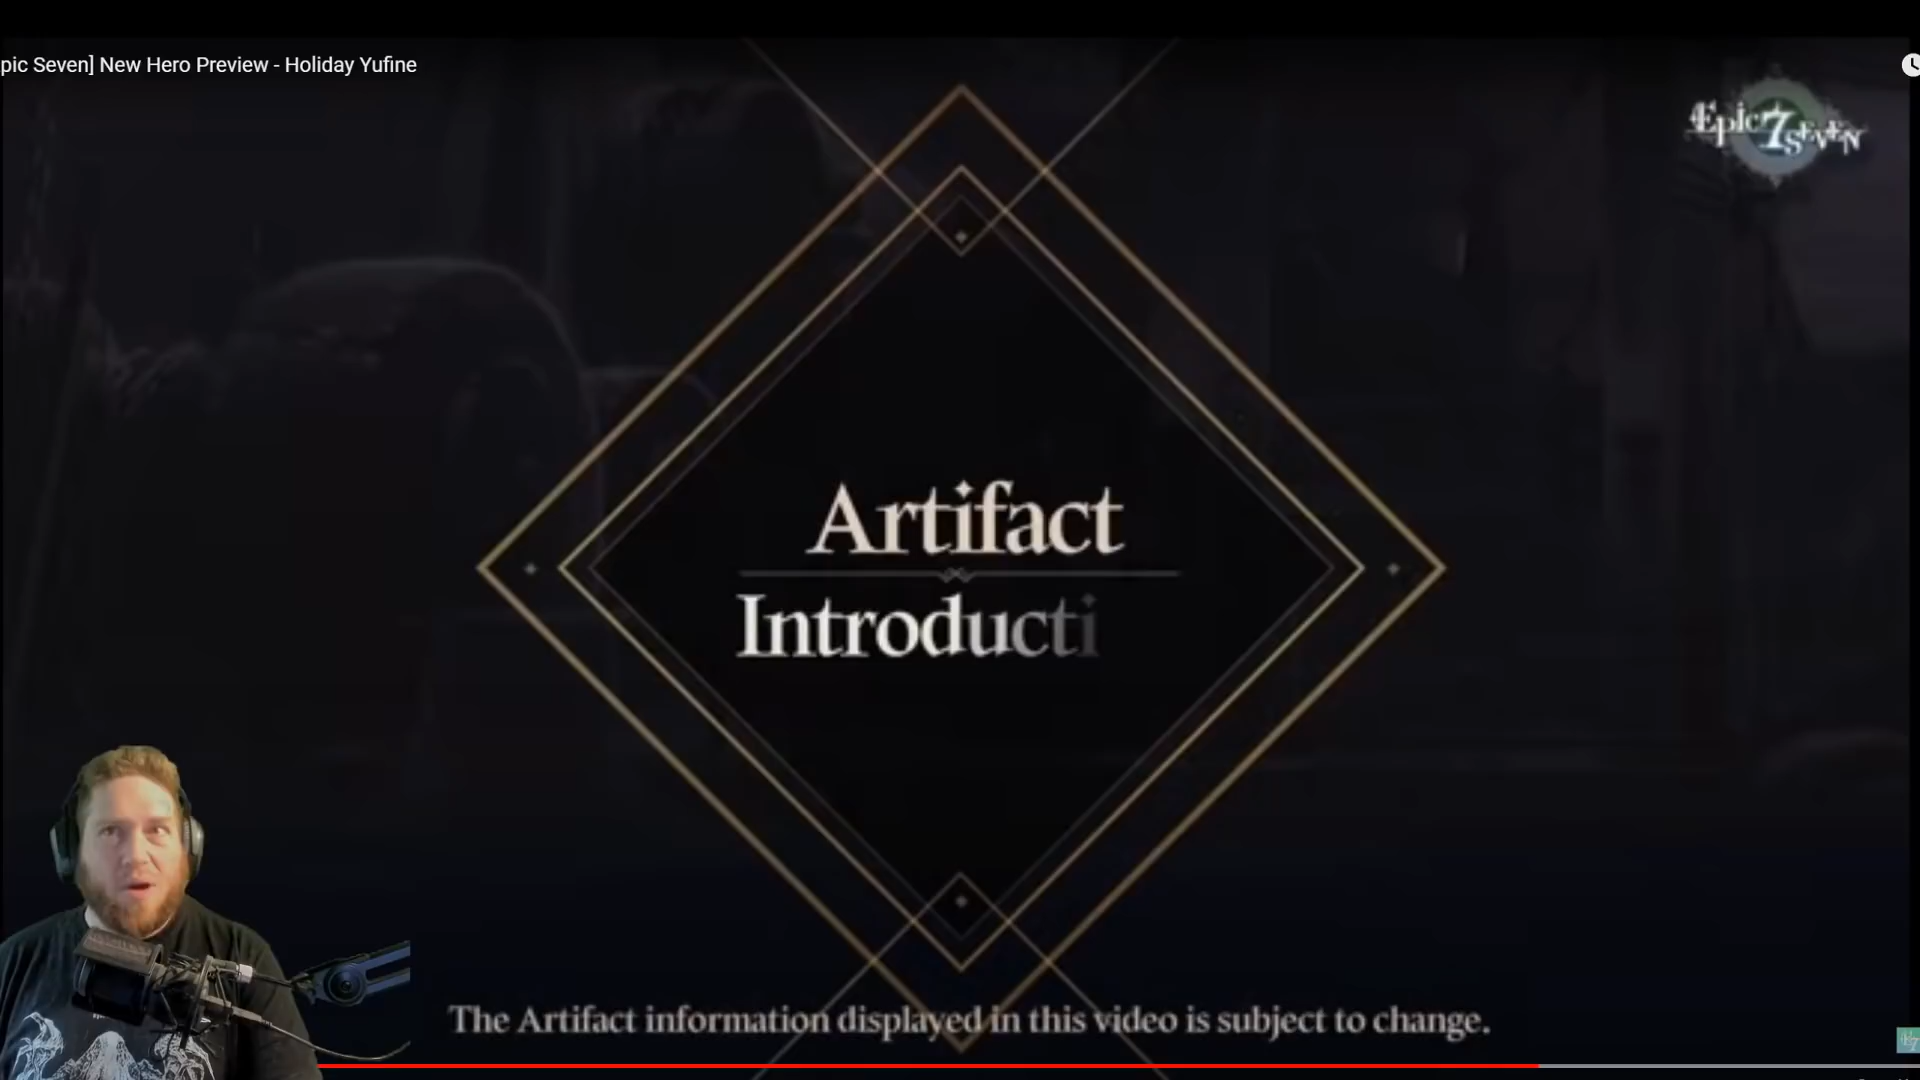 pic Seven] New Hero Preview - Holiday Yufine
Epic 7 SEVEN
Artifact
Introducti
The Artifact information displayed in this video is subject to change.